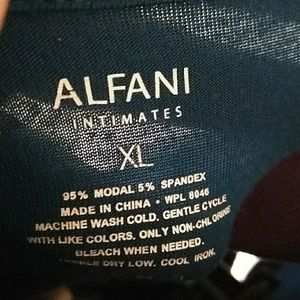 ALFANI
INTIMATES
XL
95% MODAL 5% SPANDEX
MADE IN CHINA • WPL 8046
MACHINE WASH COLD. GENTLE CYCLE
WITH LIKE COLORS. ONLY NON-CHLORINE
BLEACH WHEN NEEDED.
DRY LOW. COOL IRON.